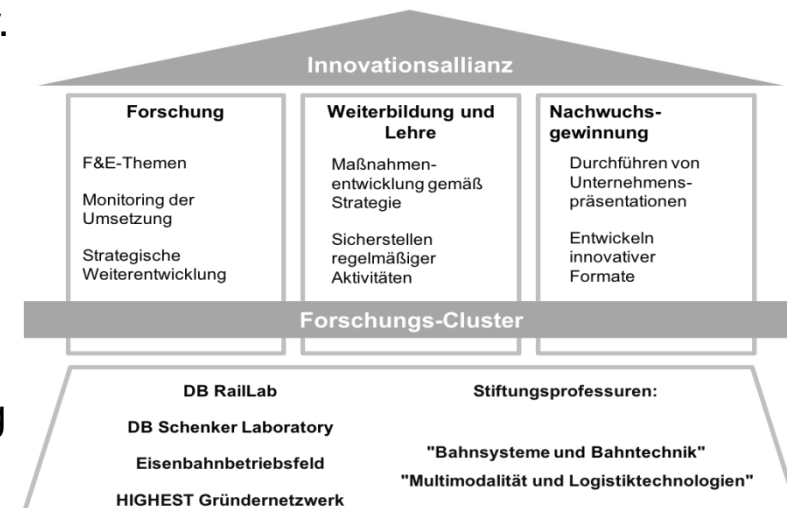 Innovationsallianz
Forschung
F&E-Themen
Monitoring der
Umsetzung
Strategische
Weiterentwicklung
Weiterbildung und
Lehre
Maßnahmen-
entwicklung gemäß
Strategie
Sicherstellen
regelmäßiger
Aktivitäten
Nachwuchs-
gewinnung
Durchführen von
Unternehmens-
präsentationen
Entwickeln
innovativer
Formate
Forschungs-Cluster
DB RailLab
DB Schenker Laboratory
Eisenbahnbetriebsfeld
HIGHEST Gründernetzwerk
Stiftungsprofessuren:
"Bahnsysteme und Bahntechnik"
"Multimodalität und Logistiktechnologien"